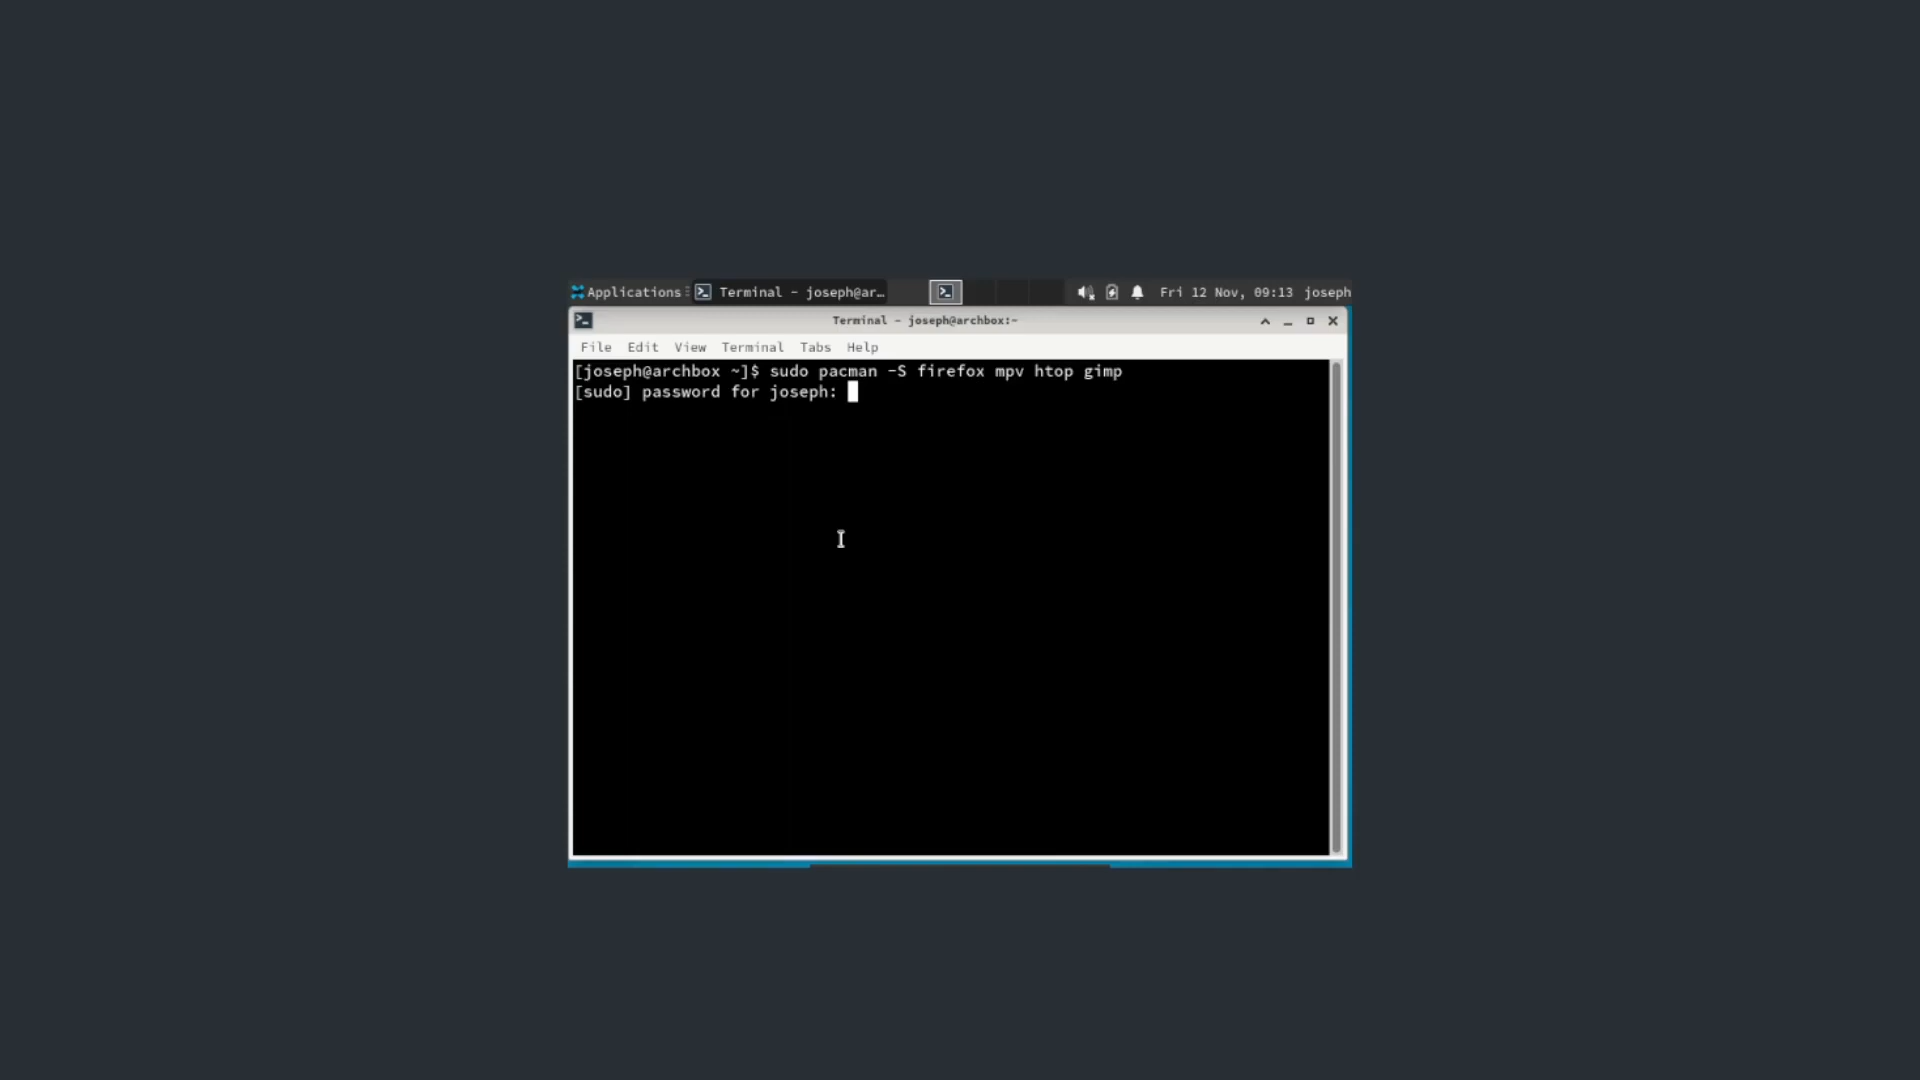 Applications Terminal - joseph@ar… Fri 12 Nov, 09:13 joseph
Terminal - joseph@archbox:~
File Edit View Terminal Tabs Help
[joseph@archbox ~]$ sudo pacman -S firefox mpv htop gimp
[sudo] password for joseph: